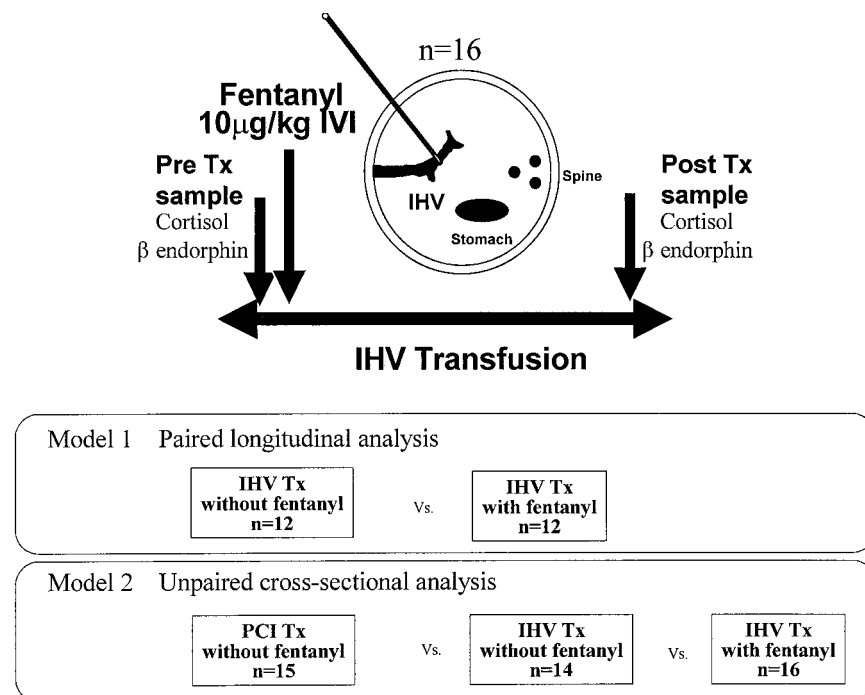 n=16
Fentanyl
10µg/kg IVI
Pre Tx
sample
Cortisol
β endorphin
IHV
Stomach
Spine
Post Tx
sample
Cortisol
β endorphin
IHV Transfusion
Model 1 Paired longitudinal analysis
IHV Tx
without fentanyl
n=12
Vs.
IHV Tx
with fentanyl
n=12
Model 2 Unpaired cross-sectional analysis
PCI Tx
without fentanyl
n=15
Vs.
IHV Tx
without fentanyl
n=14
Vs.
IHV Tx
with fentanyl
n=16